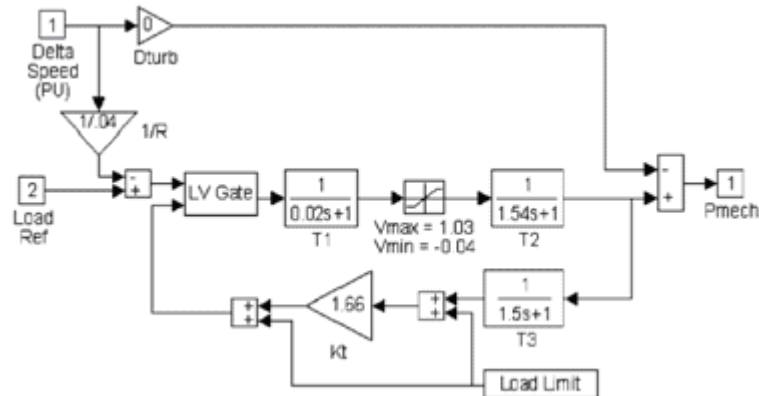 1
Delta
Speed
(PU)
0
Dturb
1/.04
1/R
2
Load
Ref
-
+
LV Gate
1
0.02s+1
T1
Vmax = 1.03
Vmin = -0.04
1
1.54s+1
T2
-
+
1
Pmech
+
+
1.66
Kt
+
+
1
1.5s+1
T3
Load Limit